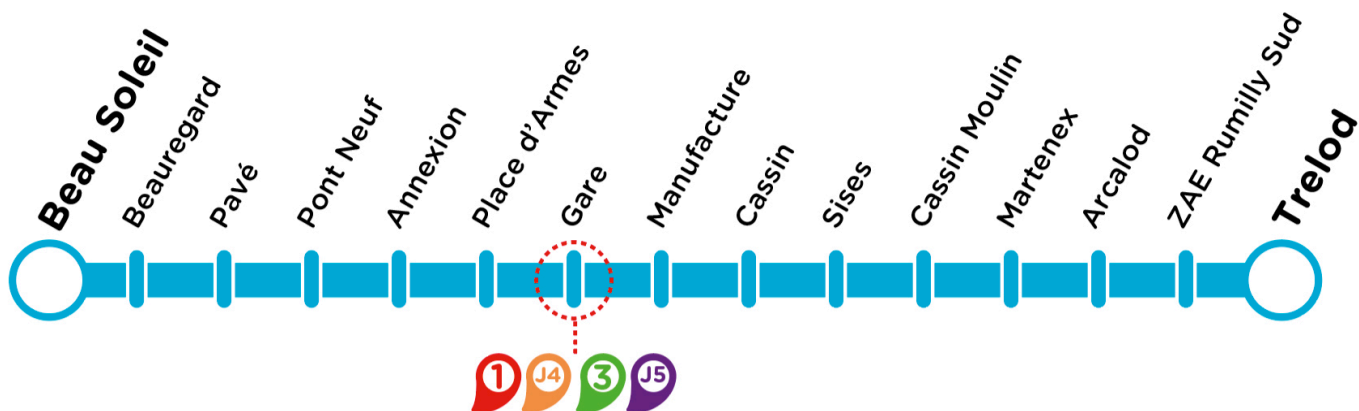 Beau Soleil
Beauregard
Pavé
Pont Neuf
Annexion
Place d'Armes
Gare
Manufacture
Cassin
Sises
Cassin Moulin
Martenex
Arcalod
ZAE Rumilly Sud
Trelod
1 J4 3 J5